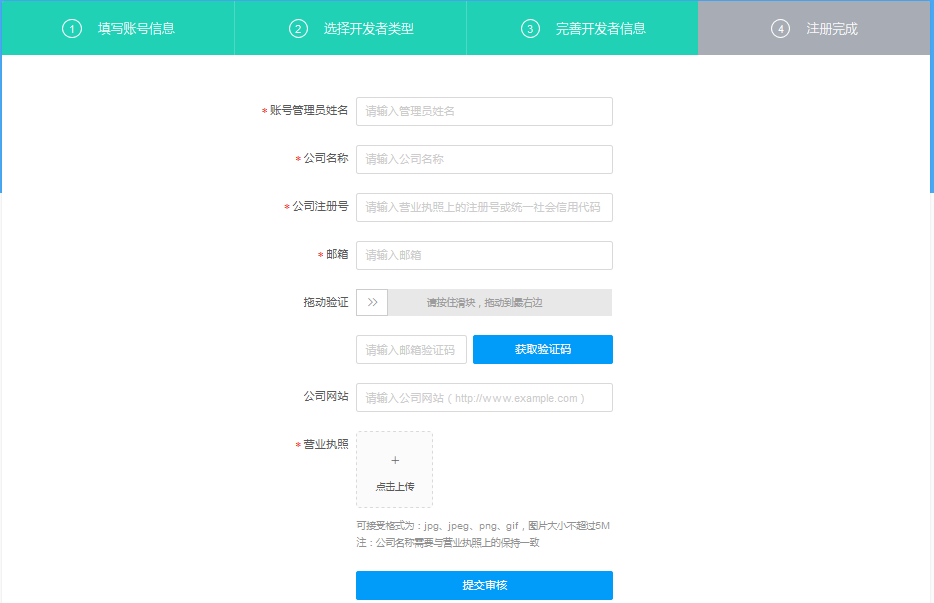 1 填写账号信息 2 选择开发者类型 3 完善开发者信息 4 注册完成
*账号管理员姓名 请输入管理员姓名
*公司名称 请输入公司名称
*公司注册号 请输入营业执照上的注册号或统一社会信用代码
*邮箱 请输入邮箱
拖动验证 >> 请按住滑块，拖动到最右边
请输入邮箱验证码 获取验证码
公司网站 请输入公司网站（http://www.example.com）
*营业执照
+
点击上传
可接受格式为：jpg、jpeg、png、gif，图片大小不超过5M
注：公司名称需要与营业执照上的保持一致
提交审核